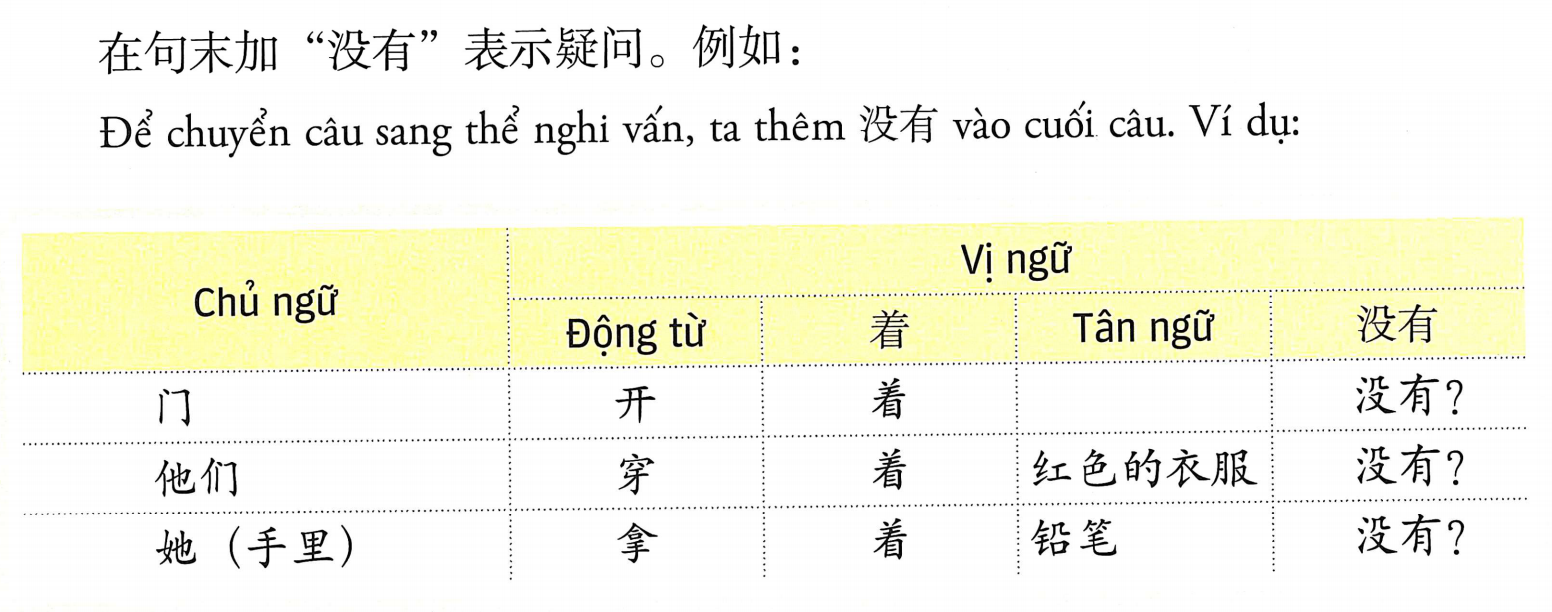 在句末加“没有”表示疑问。例如：
Để chuyển câu sang thể nghi vấn, ta thêm 没有 vào cuối câu. Ví dụ:
Chủ ngữ Vị ngữ
Động từ 着 Tân ngữ 没有
门 开 着 没有？
他们 穿 着 红色的衣服 没有？
她（手里） 拿 着 铅笔 没有？